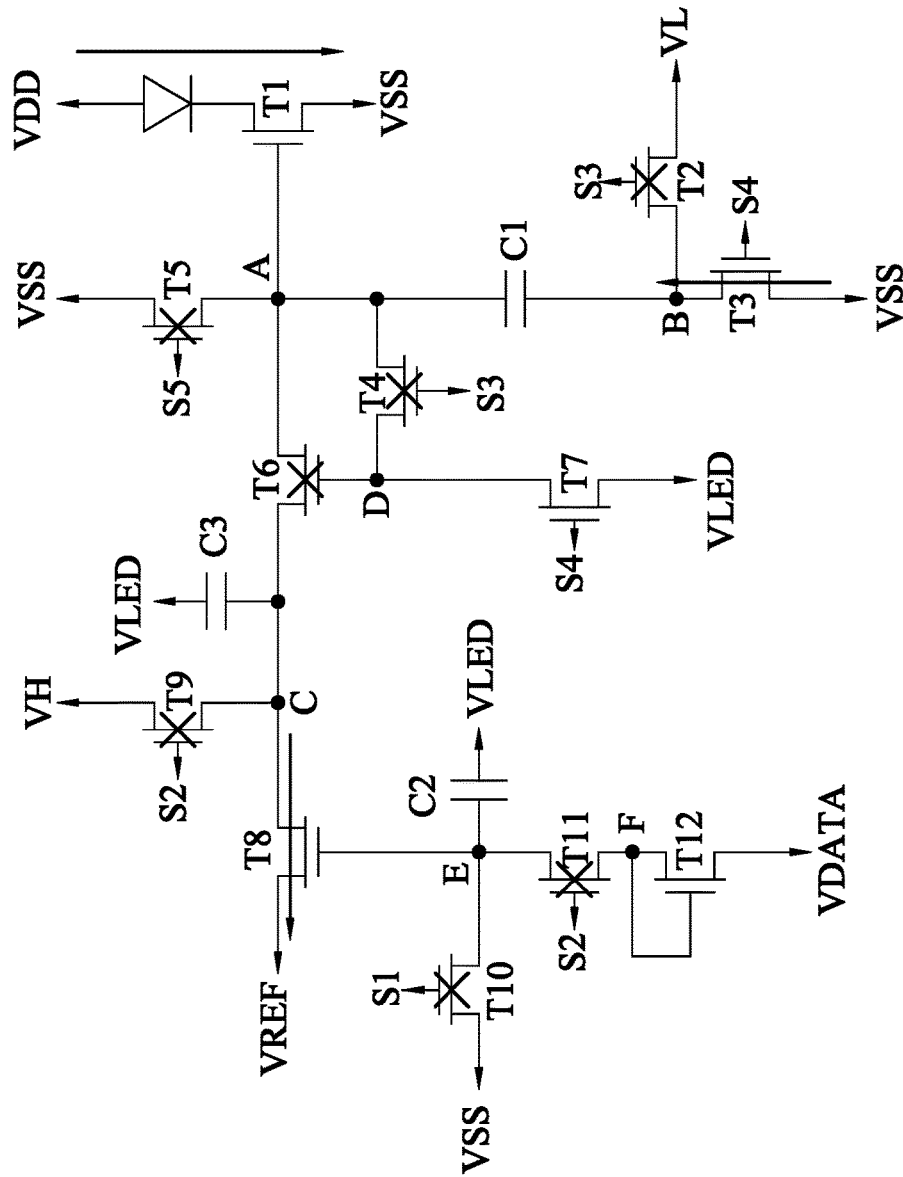 VH
VSS
VDD
VLED
S2
T9
S5
T5
C3
VREF
T8
T6
A
T1
C
T4
D
S1
VSS
C2
E
VSS
VLED
S3
T10
C1
S2
T11
S4
T7
S3
F
B
VL
T12
T2
VLED
T3
S4
VDATA
VSS